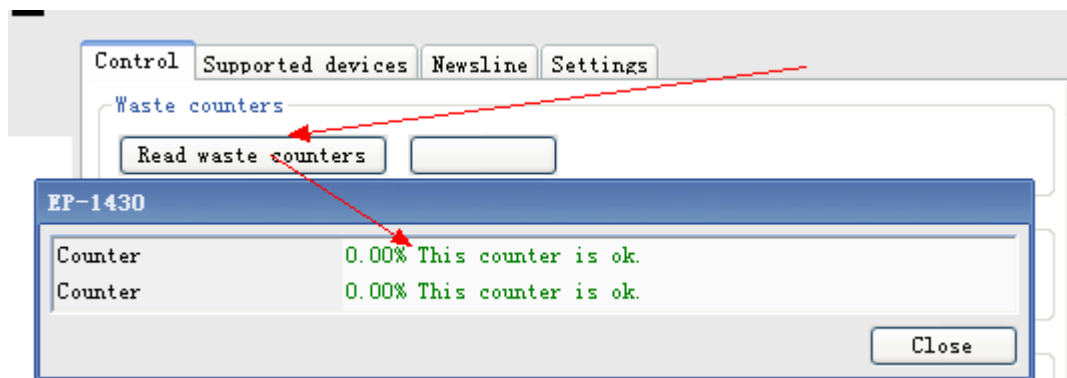 Control Supported devices Newsline Settings
Waste counters
Read waste counters
EP-1430
Counter 0.00% This counter is ok.
Counter 0.00% This counter is ok.
Close